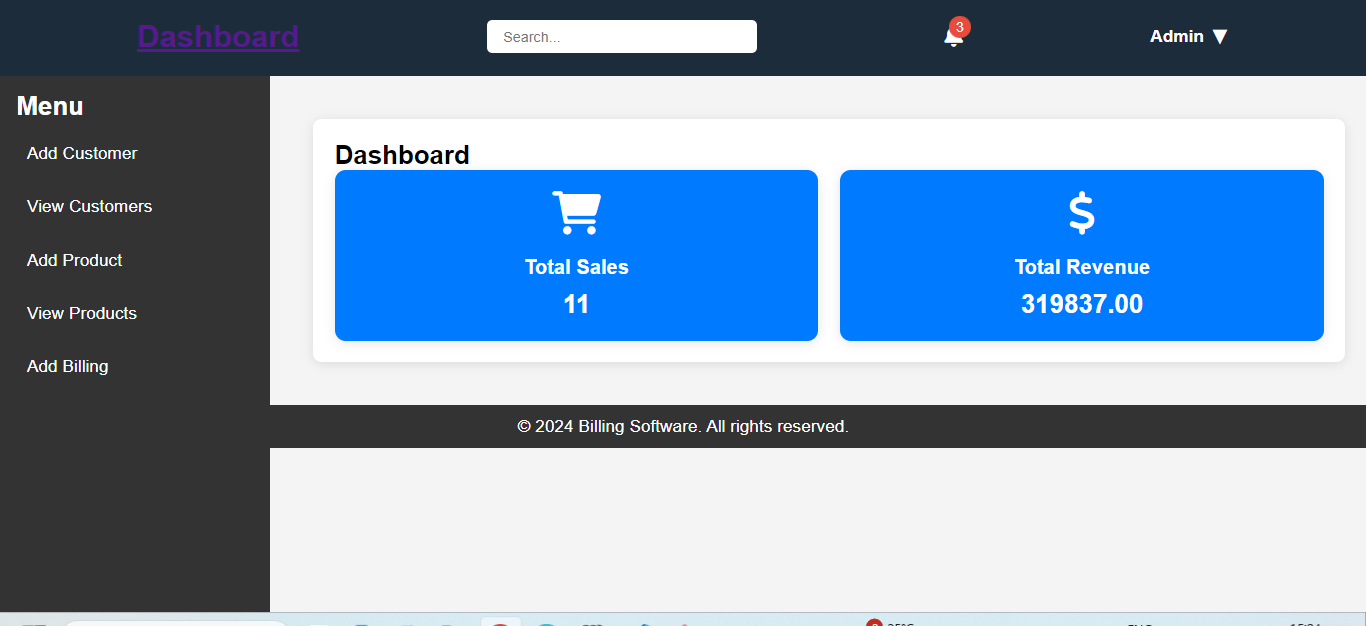 Dashboard
Search...
3
Admin ▼
Menu
Add Customer
View Customers
Add Product
View Products
Add Billing
Dashboard
Total Sales
11
$
Total Revenue
319837.00
© 2024 Billing Software. All rights reserved.